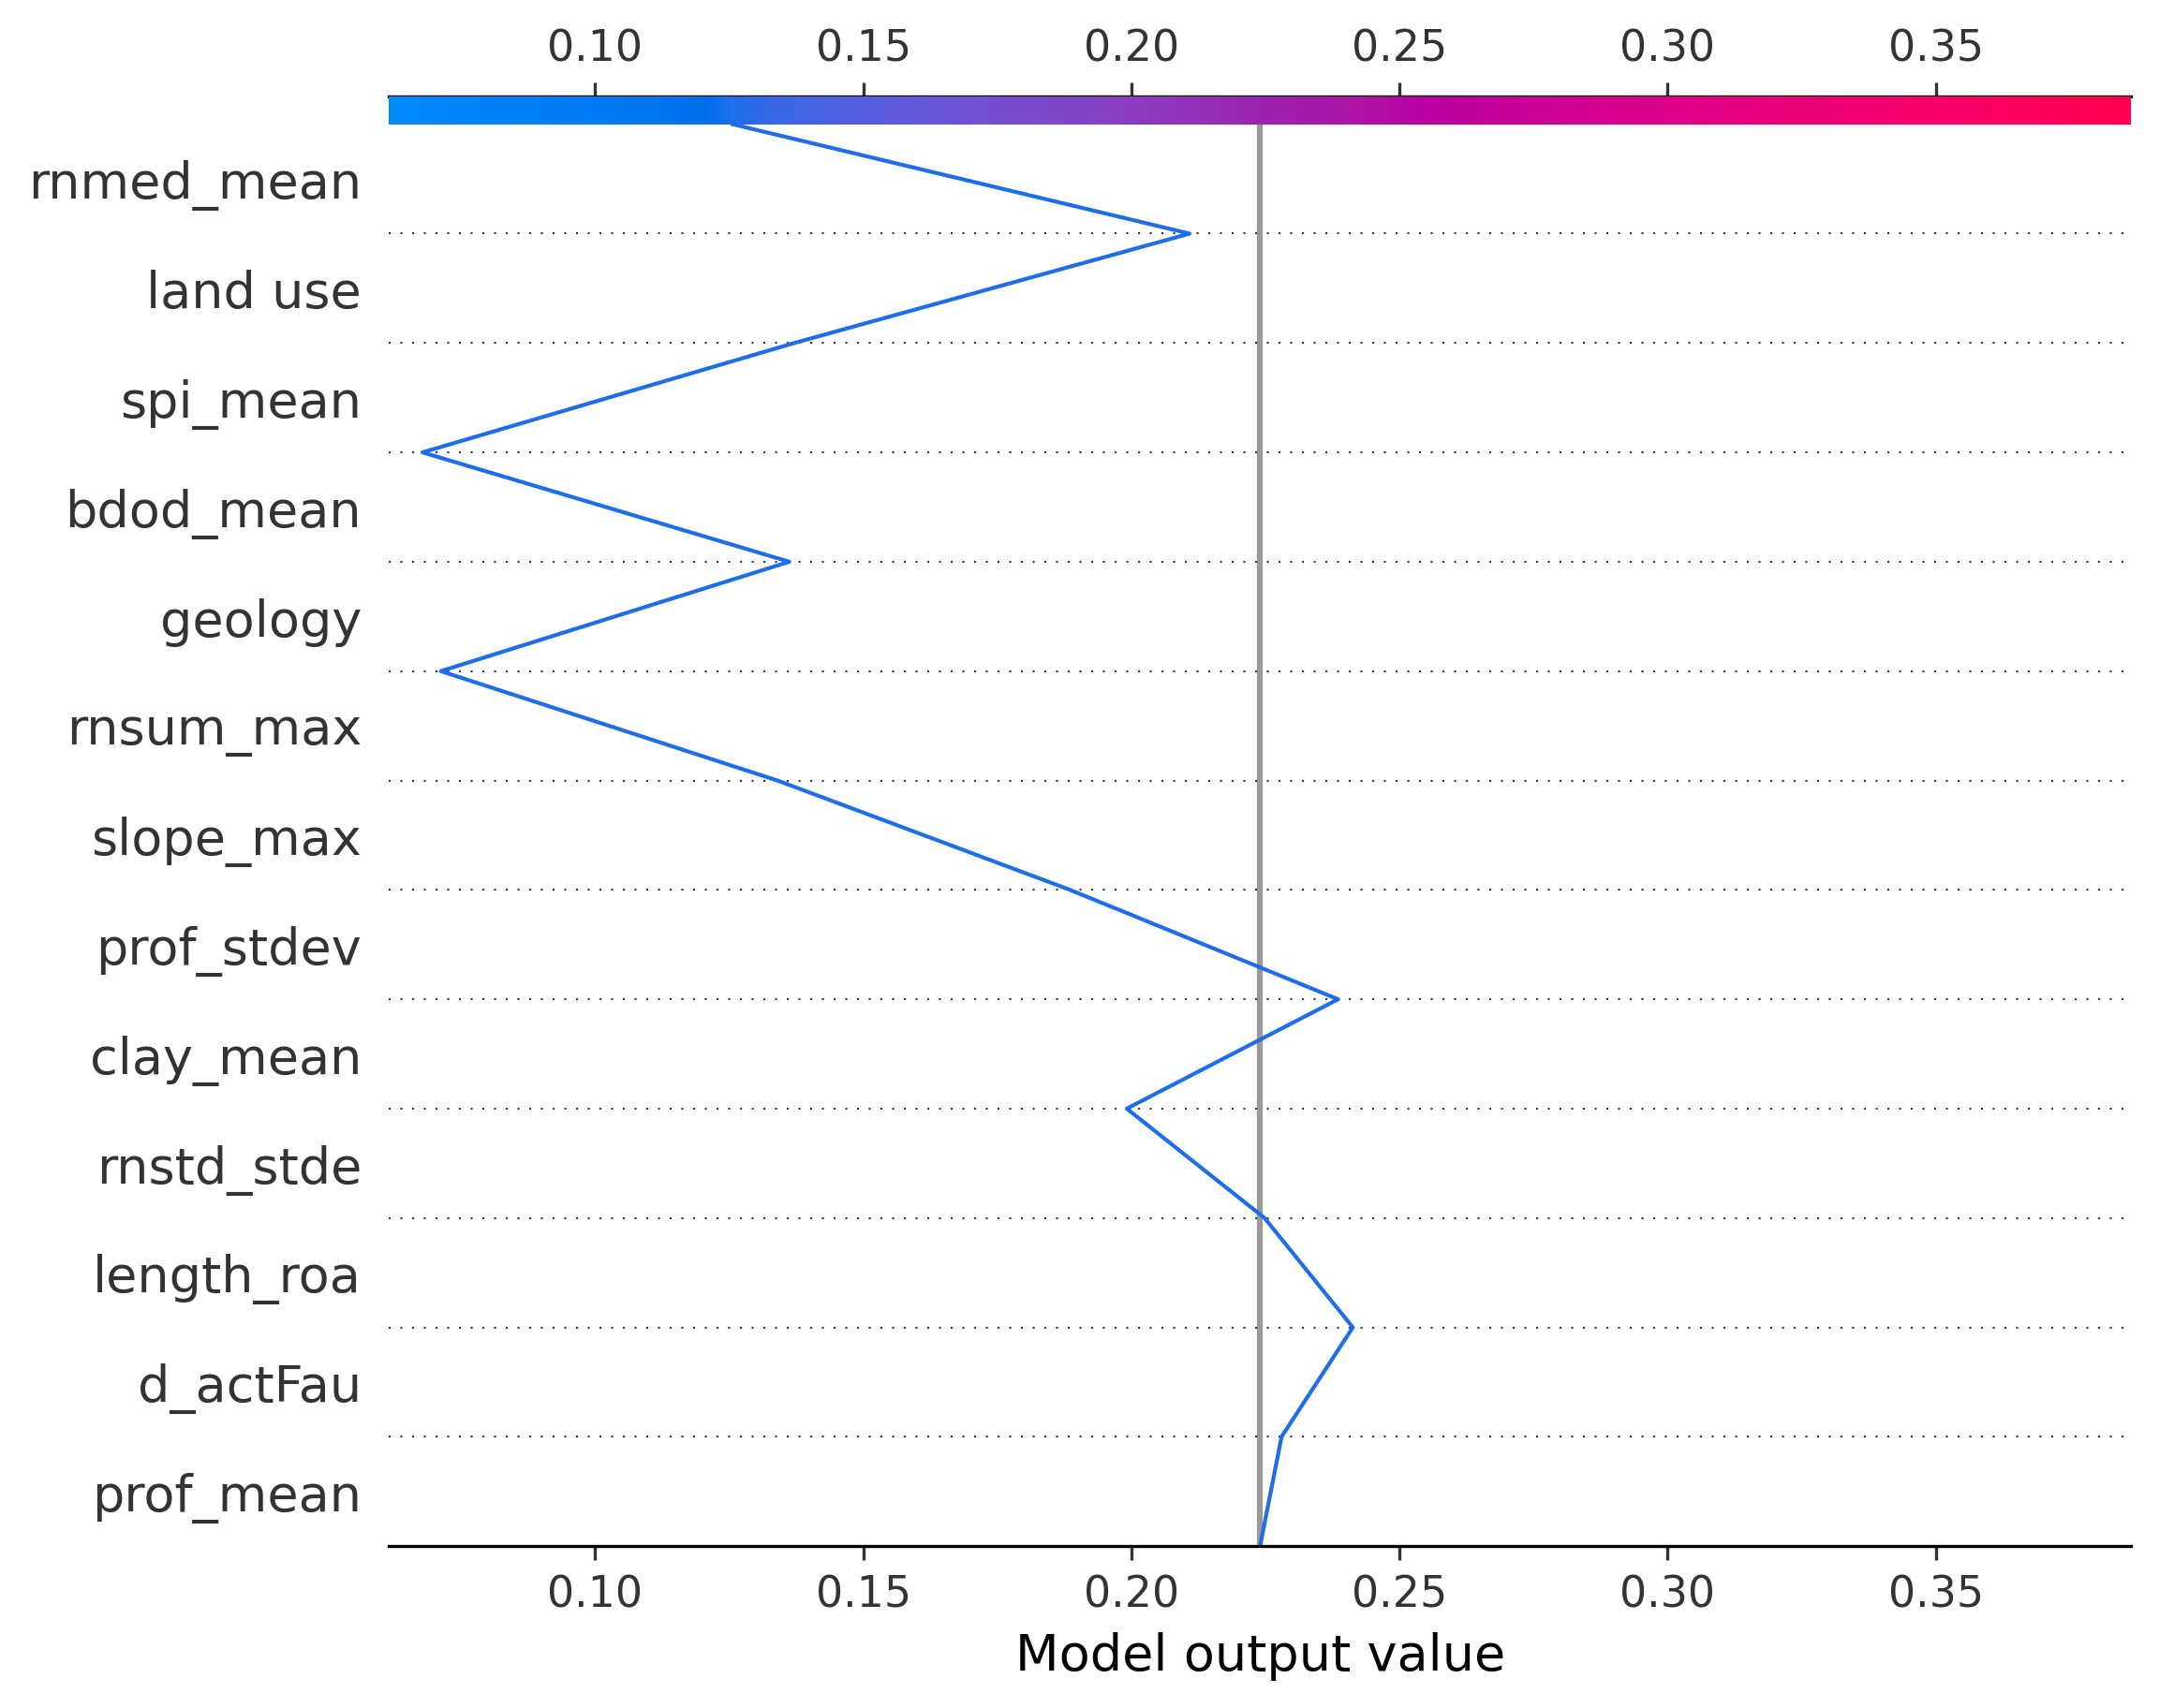 0.10 0.15 0.20 0.25 0.30 0.35
rnmed_mean
land use
spi_mean
bdod_mean
geology
rnsum_max
slope_max
prof_stdev
clay_mean
rnstd_stde
length_roa
d_actFau
prof_mean
0.10 0.15 0.20 0.25 0.30 0.35
Model output value